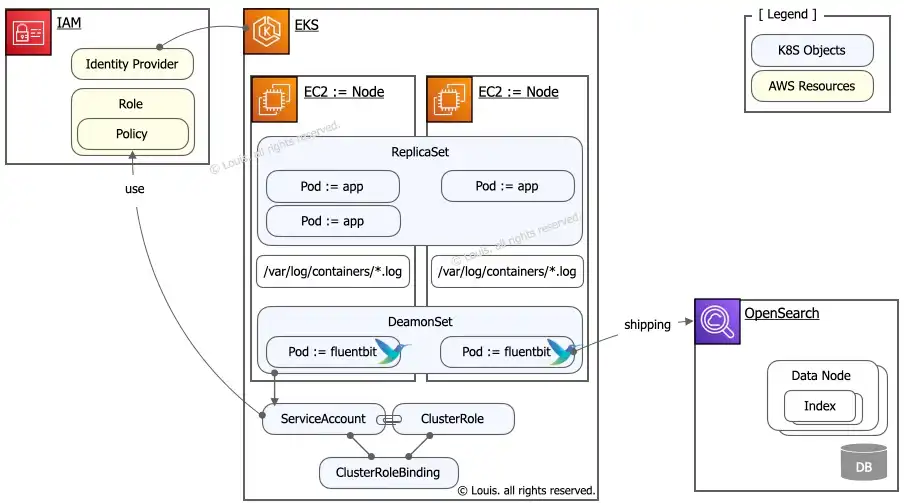 IAM
Identity Provider
Role
Policy
use
EKS
EC2 := Node
EC2 := Node
© Louis. all rights reserved.
ReplicaSet
Pod := app
Pod := app
Pod := app
© Louis. all rights reserved.
/var/log/containers/*.log
/var/log/containers/*.log
DeamonSet
Pod := fluentbit
Pod := fluentbit
shipping
ServiceAccount
ClusterRole
ClusterRoleBinding
© Louis. all rights reserved.
[ Legend ]
K8S Objects
AWS Resources
OpenSearch
Data Node
Index
DB